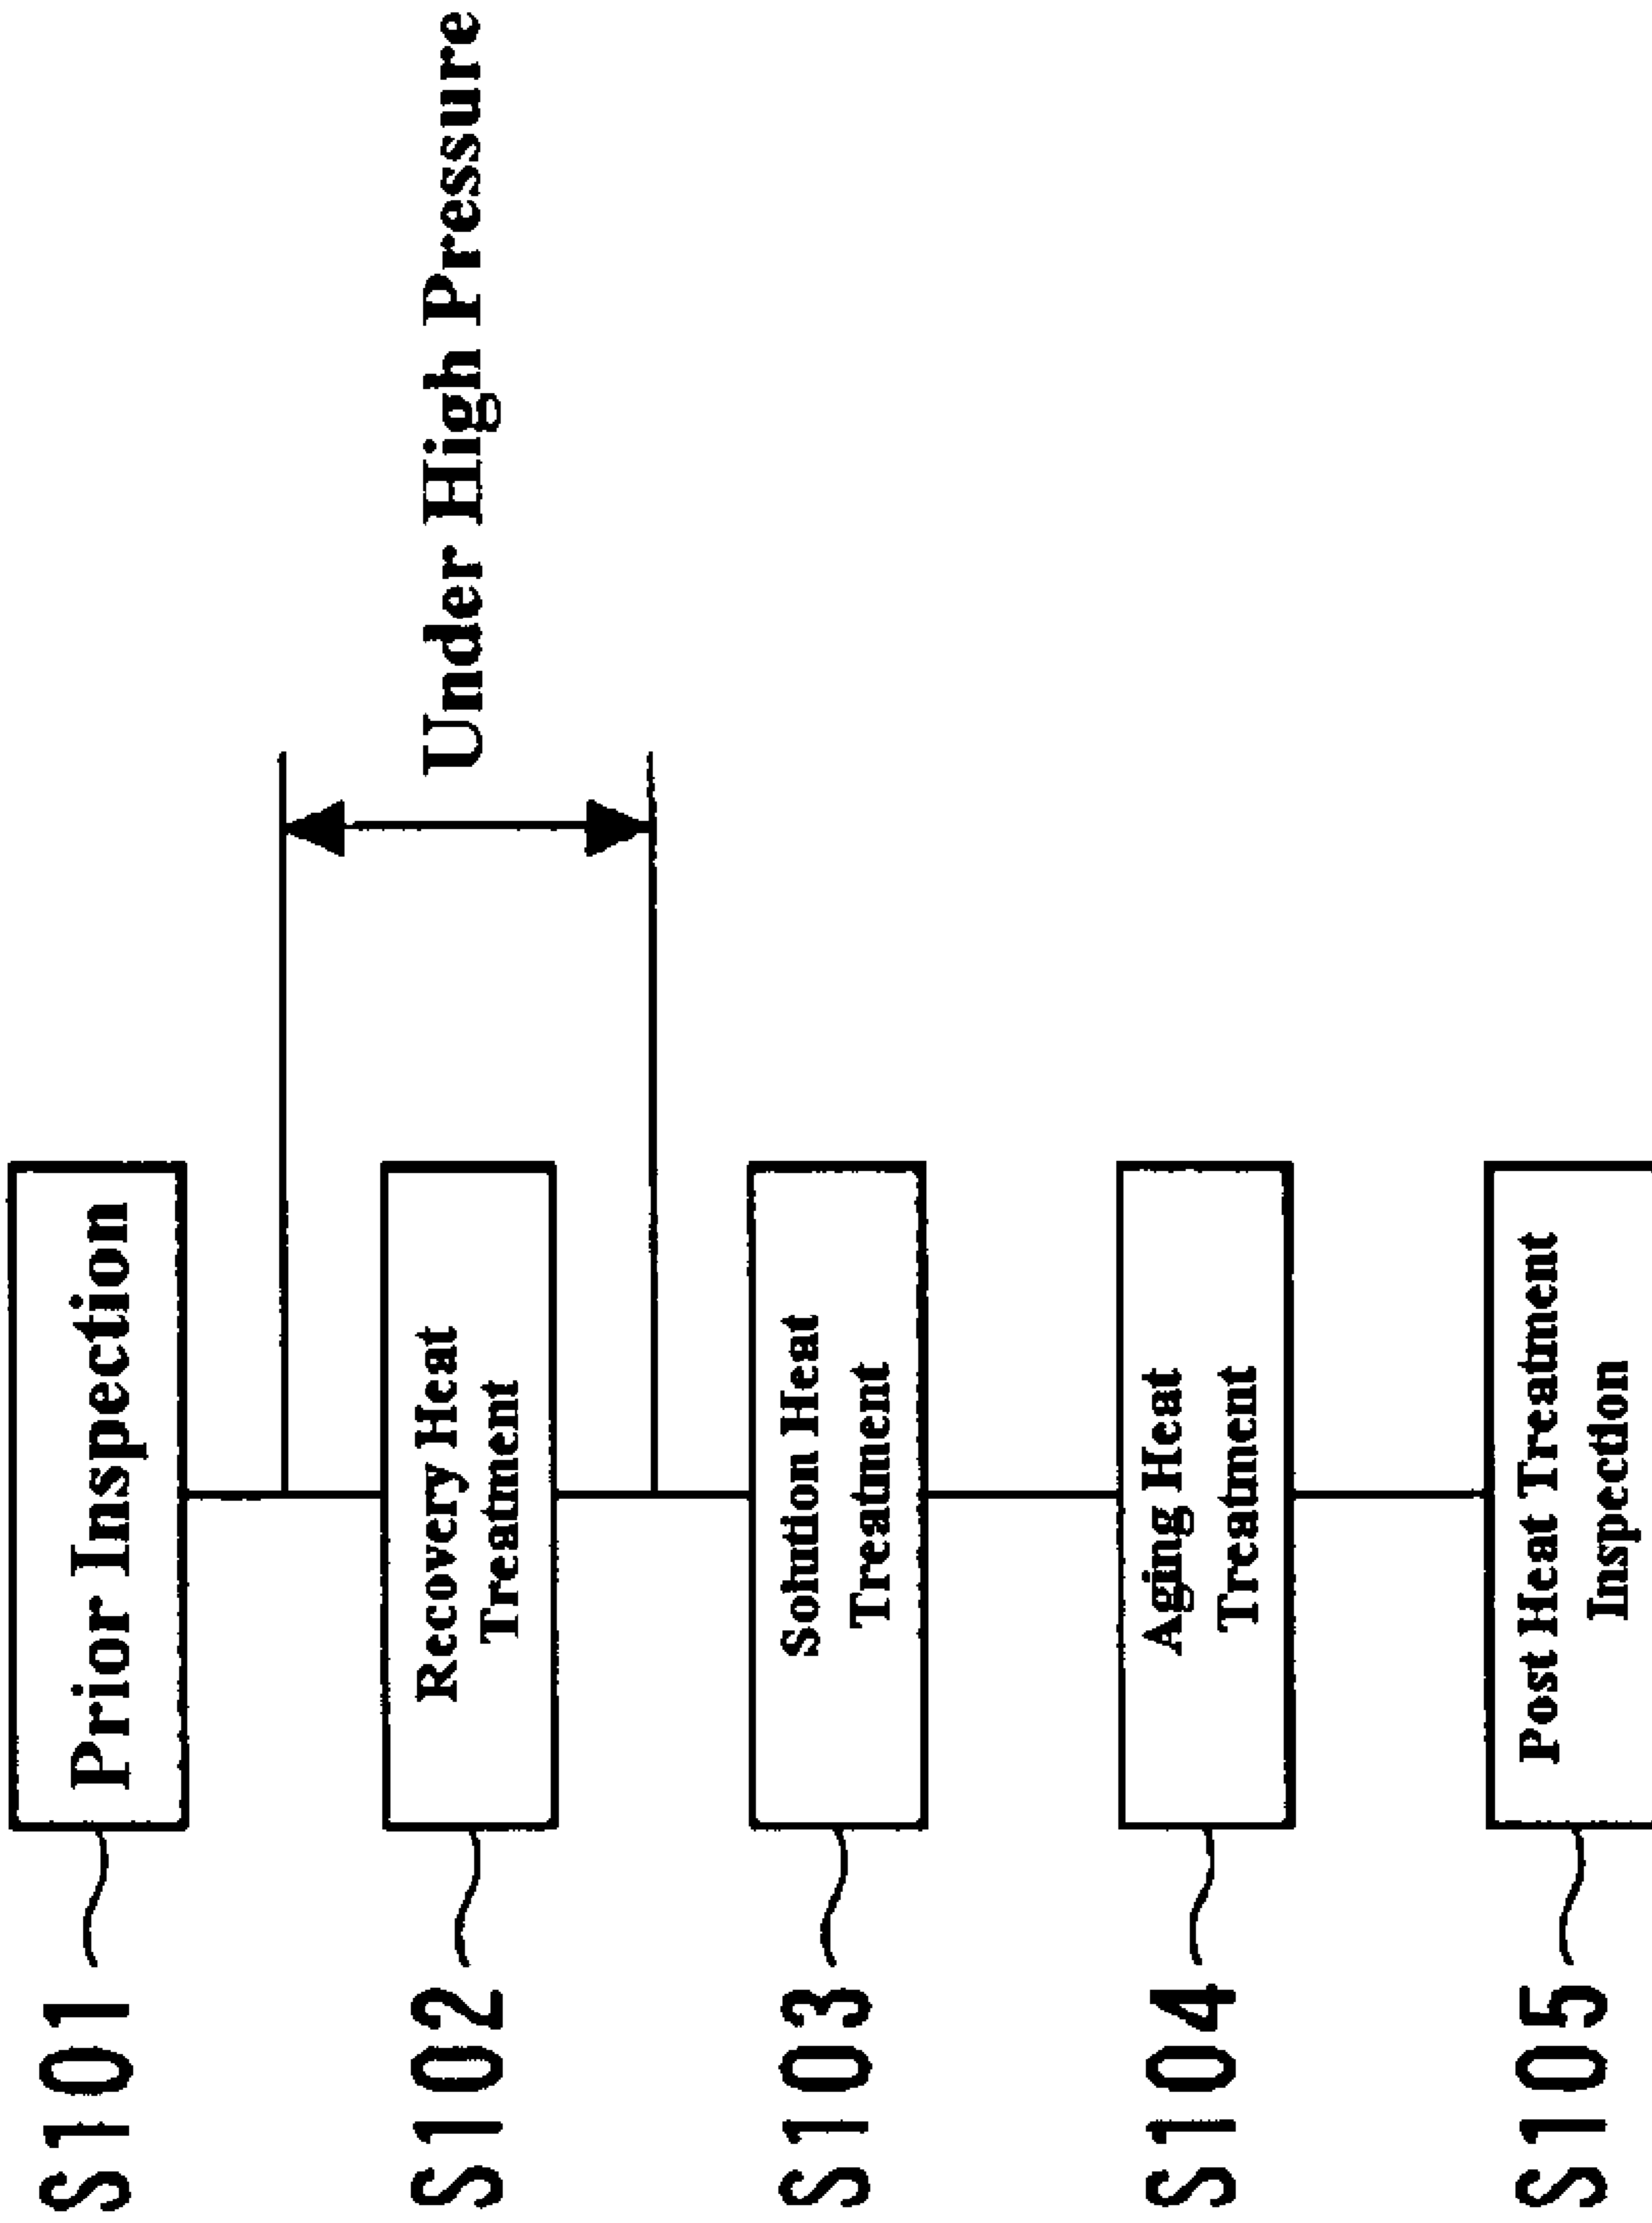 S101
Prior Inspection
Under High Pressure
S102
Recovery Heat
Treatment
S103
Solution Heat
Treatment
S104
Aging Heat
Treatment
S105
Post Heat Treatment
Inspection